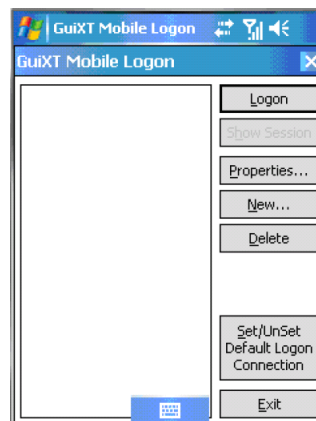 GuiXT Mobile Logon
GuiXT Mobile Logon
Logon
Show Session
Properties...
New...
Delete
Set/UnSet
Default Logon
Connection
Exit